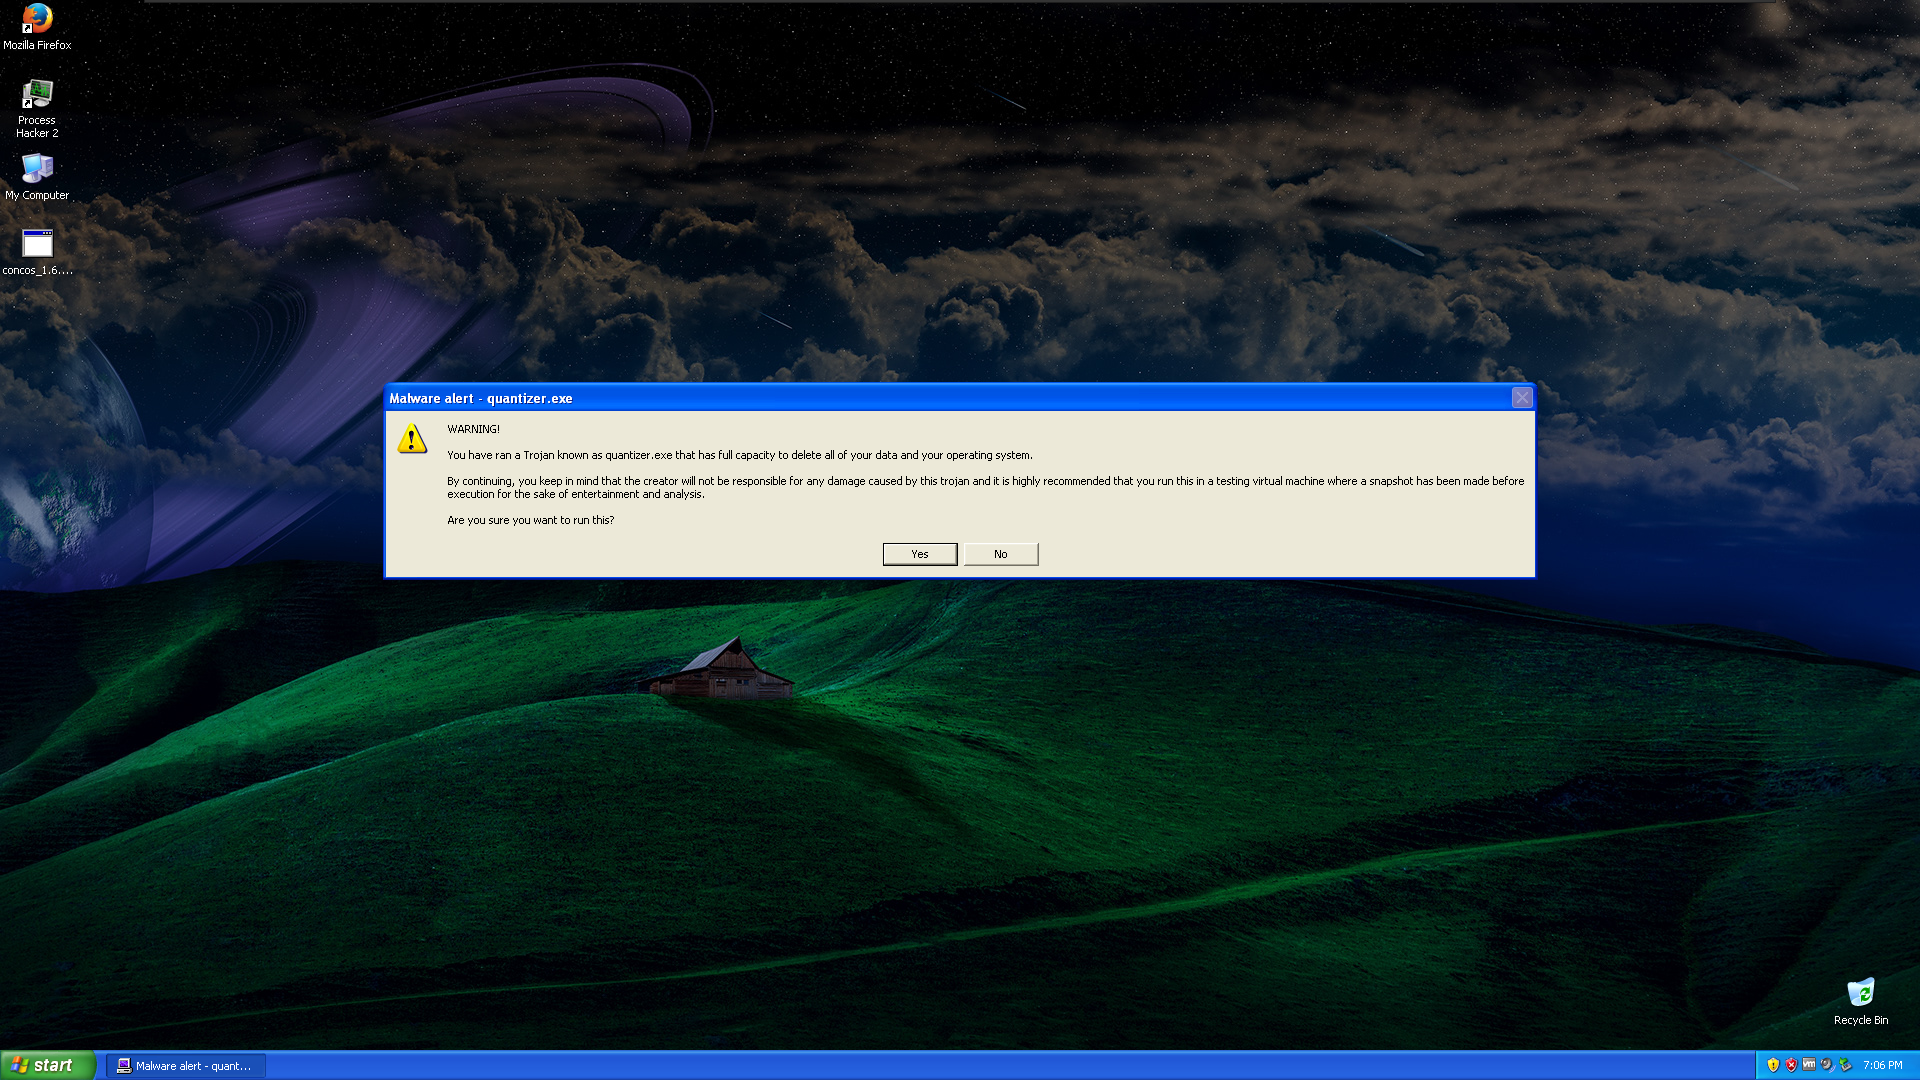 Mozilla Firefox
Process
Hacker 2
My Computer
concos_1.6....
Malware alert - quantizer.exe
WARNING!
You have ran a Trojan known as quantizer.exe that has full capacity to delete all of your data and your operating system.
By continuing, you keep in mind that the creator will not be responsible for any damage caused by this trojan and it is highly recommended that you run this in a testing virtual machine where a snapshot has been made before
execution for the sake of entertainment and analysis.
Are you sure you want to run this?
Yes
No
Recycle Bin
start
Malware alert - quant...
vm
7:06 PM